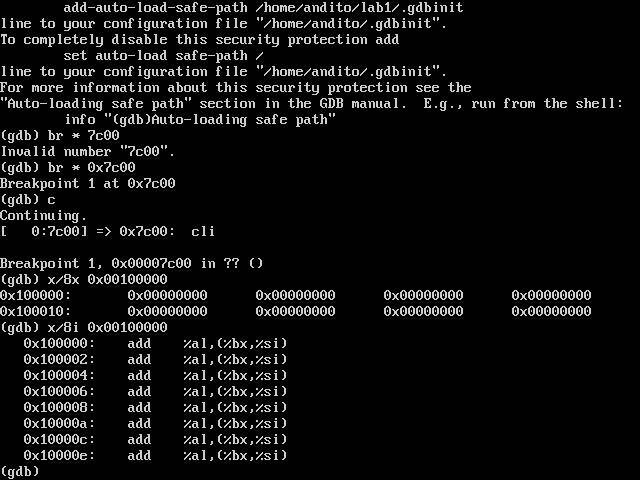 add-auto-load-safe-path /home/andito/lab1/.gdbinit
line to your configuration file "/home/andito/.gdbinit".
To completely disable this security protection add
set auto-load safe-path /
line to your configuration file "/home/andito/.gdbinit".
For more information about this security protection see the
"Auto-loading safe path" section in the GDB manual.  E.g., run from the shell:
info "(gdb)Auto-loading safe path"
(gdb) br * 7c00
Invalid number "7c00".
(gdb) br * 0x7c00
Breakpoint 1 at 0x7c00
(gdb) c
Continuing.
[   0:7c00] => 0x7c00:  cli
Breakpoint 1, 0x00007c00 in ?? ()
(gdb) x/8x 0x00100000
0x100000:       0x00000000      0x00000000      0x00000000      0x00000000
0x100010:       0x00000000      0x00000000      0x00000000      0x00000000
(gdb) x/8i 0x00100000
0x100000:    add    %al,(%bx,%si)
0x100002:    add    %al,(%bx,%si)
0x100004:    add    %al,(%bx,%si)
0x100006:    add    %al,(%bx,%si)
0x100008:    add    %al,(%bx,%si)
0x10000a:    add    %al,(%bx,%si)
0x10000c:    add    %al,(%bx,%si)
0x10000e:    add    %al,(%bx,%si)
(gdb)